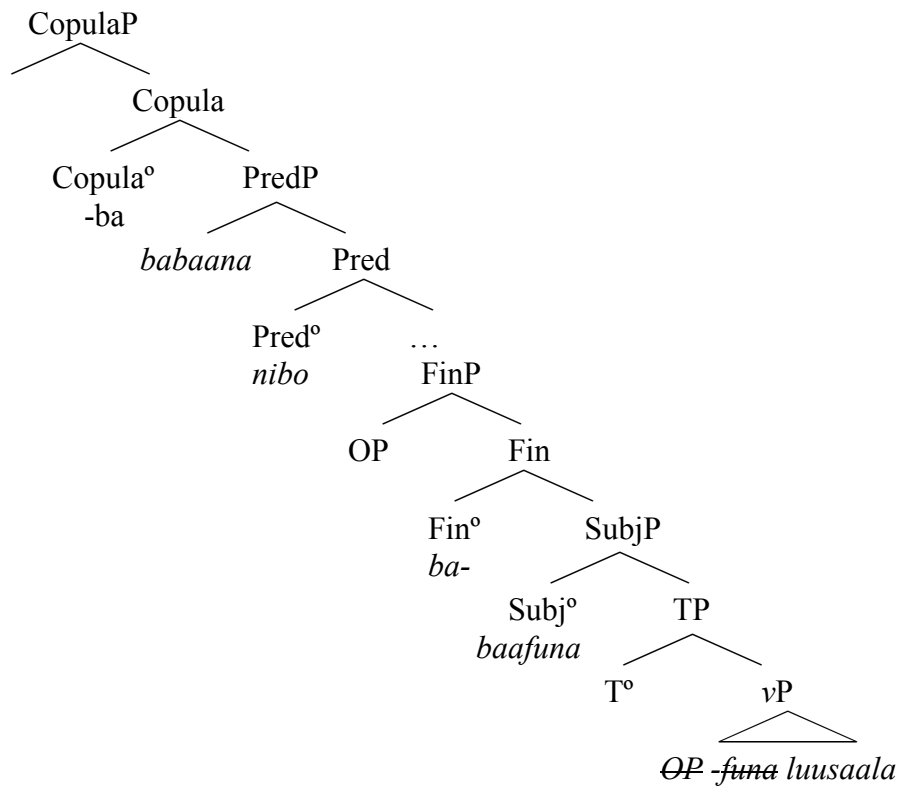 CopulaP
Copula
Copulaº PredP
-ba
babaana Pred
Predº …
nibo FinP
OP Fin
Finº SubjP
ba-
Subjº TP
baafuna
Tº vP
OP -funa luusaala